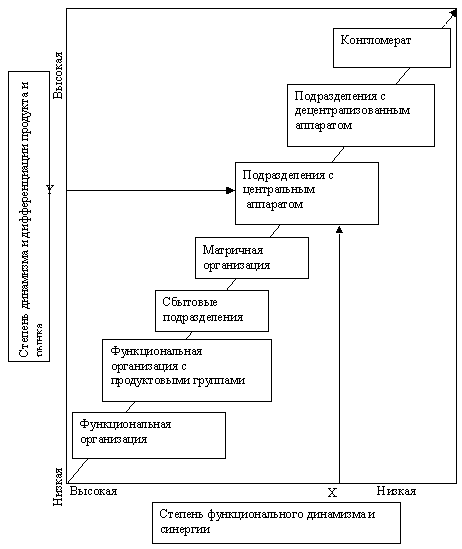 Конгломерат
Подразделения с
децентрализованным
аппаратом
Подразделения с
центральным
аппаратом
Матричная
организация
Сбытовые
подразделения
Функциональная
организация с
продуктовыми группами
Функциональная
организация
Высокая
Степень динамизма и дифференциации продукта и
рынка
Y
Низкая
Высокая
X
Низкая
Степень функционального динамизма и
синергии